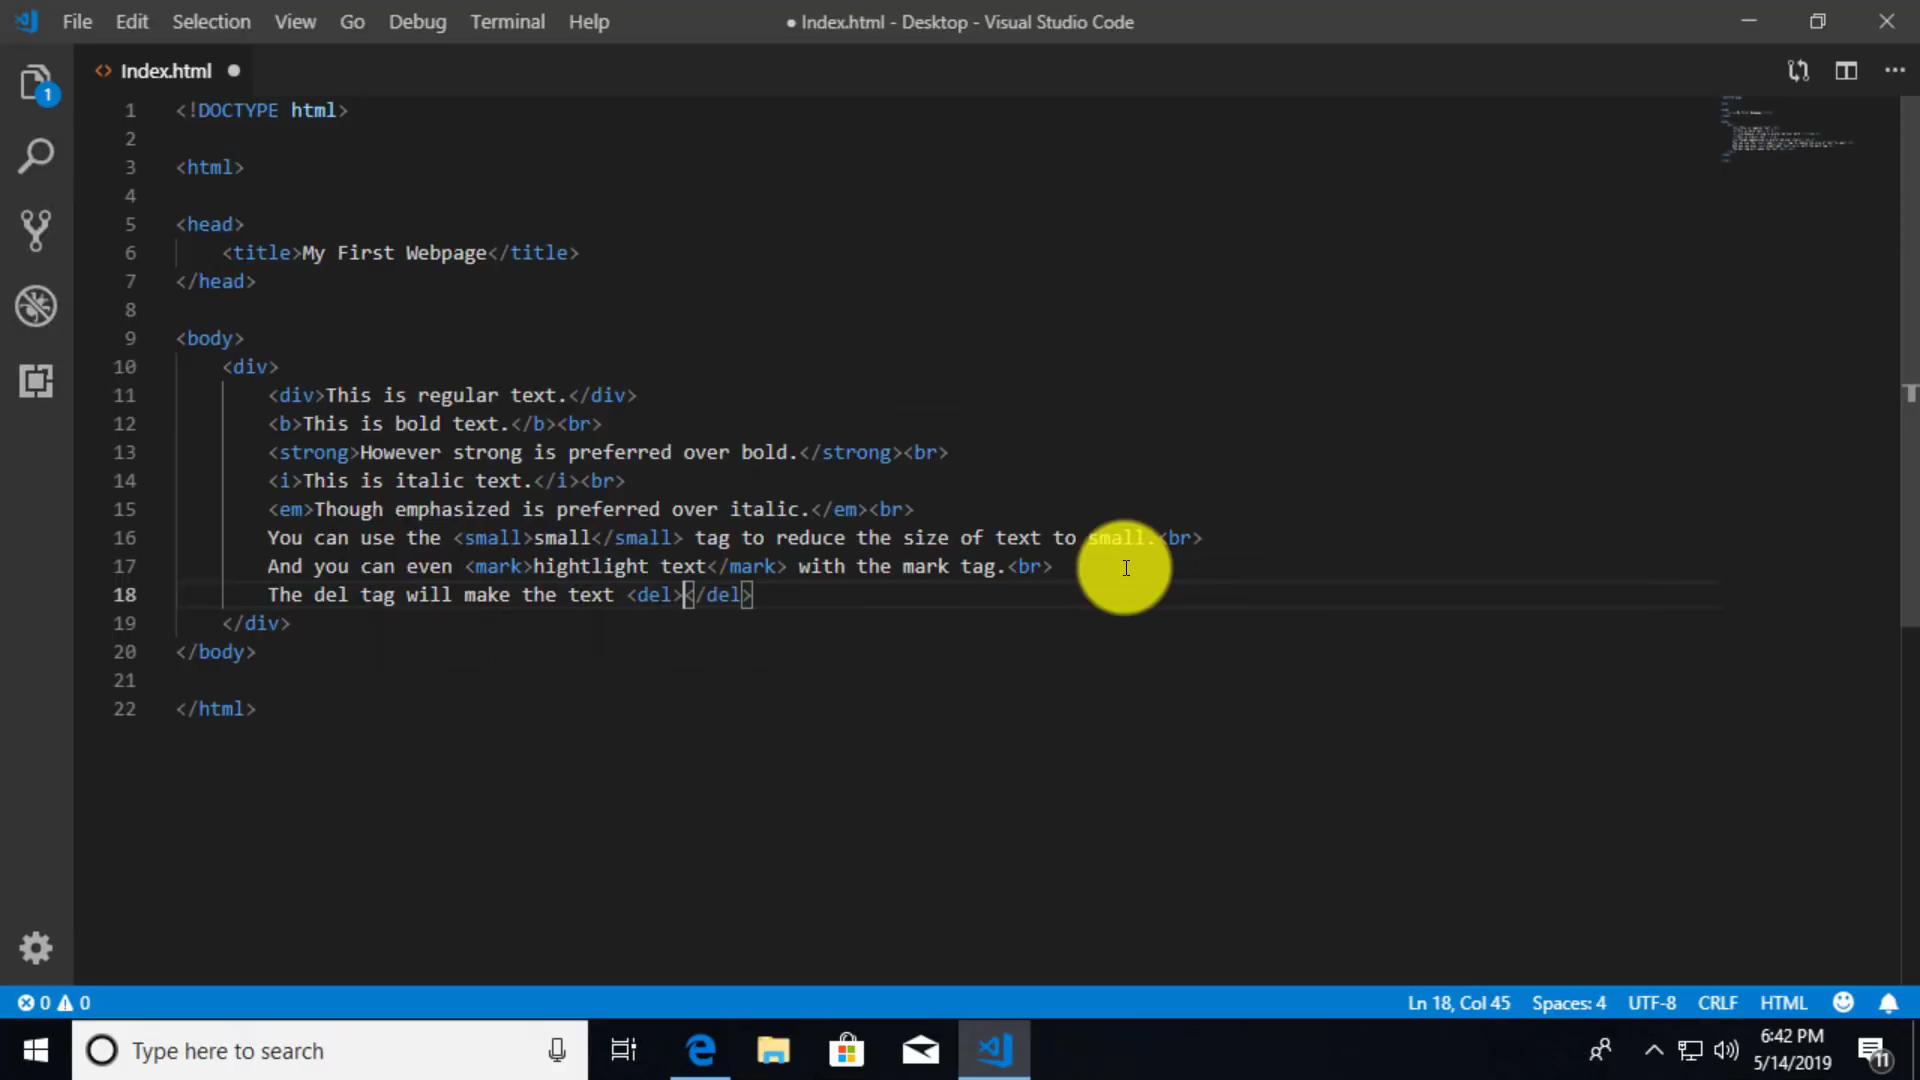 File Edit Selection View Go Debug Terminal Help ● Index.html - Desktop - Visual Studio Code
<> Index.html ●
1
1 <!DOCTYPE html>
2
3 <html>
4
5 <head>
6 <title>My First Webpage</title>
7 </head>
8
9 <body>
10 <div>
11 <div>This is regular text.</div>
12 <b>This is bold text.</b><br>
13 <strong>However strong is preferred over bold.</strong><br>
14 <i>This is italic text.</i><br>
15 <em>Though emphasized is preferred over italic.</em><br>
16 You can use the <small>small</small> tag to reduce the size of text to small.<br>
17 And you can even <mark>hightlight text</mark> with the mark tag.<br>
18 The del tag will make the text <del></del>
19 </div>
20 </body>
21
22 </html>
0 0 Ln 18, Col 45 Spaces: 4 UTF-8 CRLF HTML
Type here to search 6:42 PM
5/14/2019 11